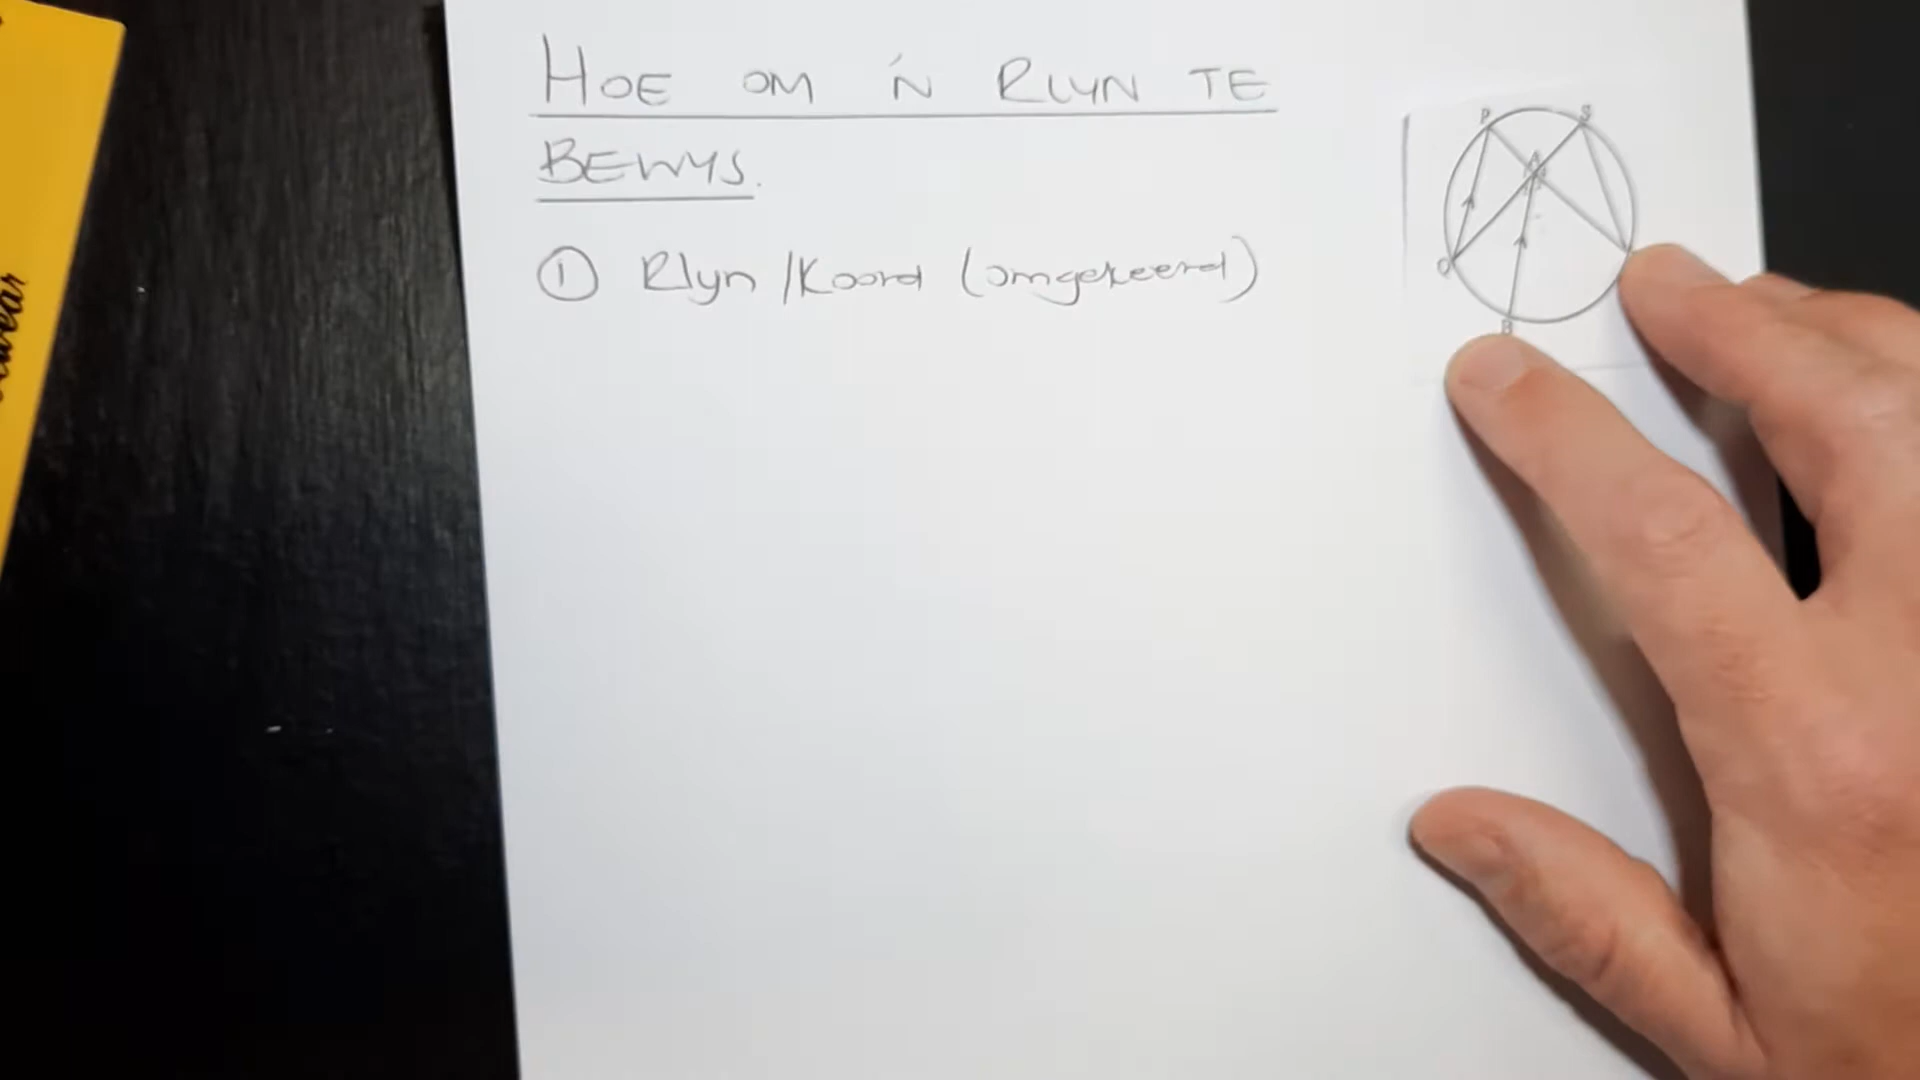 HOE OM 'N RLYN TE
BEWYS.
① Rlyn/Koord (omgekeerd)
P
S
A
Q
B